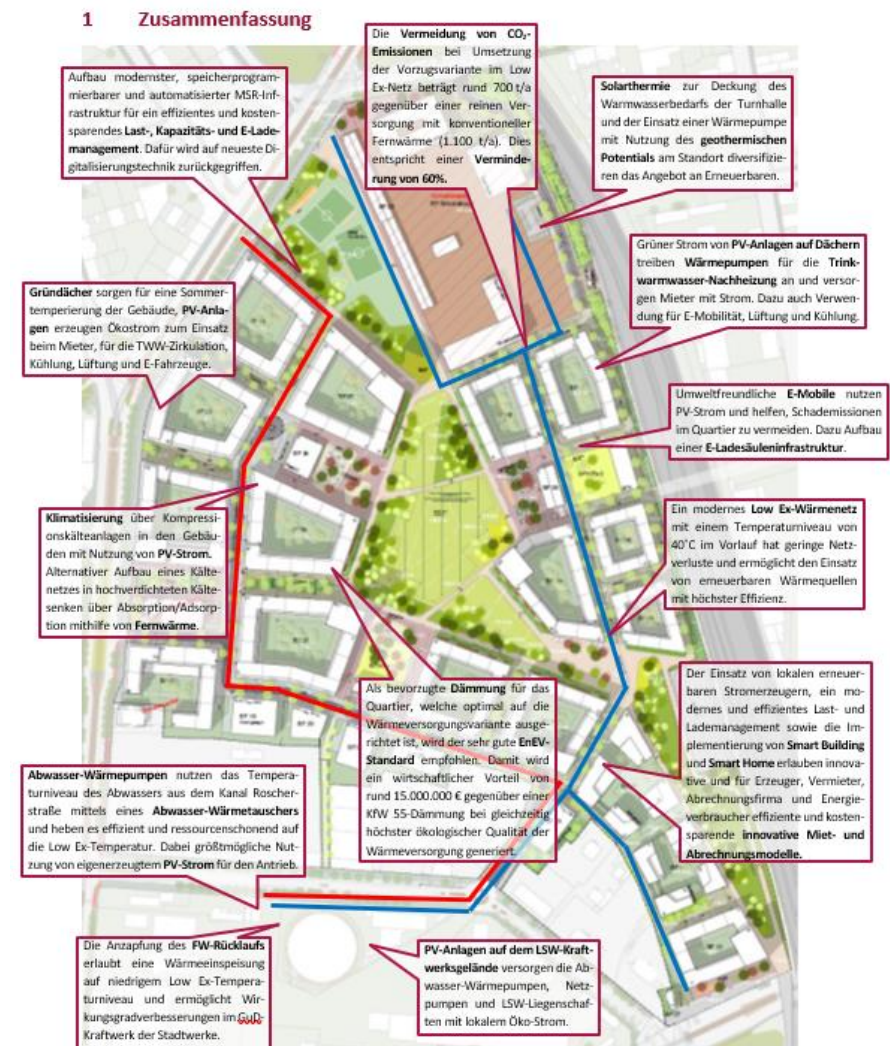 1 Zusammenfassung
Die Vermeidung von CO₂-
Emissionen bei Umsetzung
der Vorzugsvariante im Low
Ex-Netz beträgt rund 700 t/a
gegenüber einer reinen Ver-
sorgung mit konventioneller
Fernwärme (1.100 t/a). Dies
entspricht einer Verminde-
rung von 60%.
Aufbau modernster, speicherprogram-
mierbarer und automatisierter MSR-Inf-
rastruktur für ein effizientes und kosten-
sparendes Last-, Kapazitäts- und E-Lade-
management. Dafür wird auf neueste Di-
gitalisierungstechnik zurückgegriffen.
Solarthermie zur Deckung des
Warmwasserbedarfs der Turnhalle
und der Einsatz einer Wärmepumpe
mit Nutzung des geothermischen
Potentials am Standort diversifizie-
ren das Angebot an Erneuerbaren.
Grüner Strom von PV-Anlagen auf Dächern
treiben Wärmepumpen für die Trink-
warmwasser-Nachheizung an und versor-
gen Mieter mit Strom. Dazu auch Verwen-
dung für E-Mobilität, Lüftung und Kühlung.
Gründächer sorgen für eine Sommer-
temperierung der Gebäude, PV-Anla-
gen erzeugen Ökostrom zum Einsatz
beim Mieter, für die TWW-Zirkulation,
Kühlung, Lüftung und E-Fahrzeuge.
Umweltfreundliche E-Mobile nutzen
PV-Strom und helfen, Schademissionen
im Quartier zu vermeiden. Dazu Aufbau
einer E-Ladesäuleninfrastruktur.
Klimatisierung über Kompressi-
onskälteanlagen in den Gebäu-
den mit Nutzung von PV-Strom.
Alternativer Aufbau eines Kälte-
netzes in hochverdichteten Kälte-
senken über Absorption/Adsorp-
tion mithilfe von Fernwärme.
Ein modernes Low Ex-Wärmenetz
mit einem Temperaturniveau von
40°C im Vorlauf hat geringe Netz-
verluste und ermöglicht den Einsatz
von erneuerbaren Wärmequellen
mit höchster Effizienz.
Als bevorzugte Dämmung für das
Quartier, welche optimal auf die
Wärmeversorgungsvariante ausge-
richtet ist, wird der sehr gute EnEV-
Standard empfohlen. Damit wird
ein wirtschaftlicher Vorteil von
rund 15.000.000 € gegenüber einer
KfW 55-Dämmung bei gleichzeitig
höchster ökologischer Qualität der
Wärmeversorgung generiert.
Der Einsatz von lokalen erneuer-
baren Stromerzeugern, ein mo-
dernes und effizientes Last- und
Lademanagement sowie die Im-
plementierung von Smart Building
und Smart Home erlauben innova-
tive und für Erzeuger, Vermieter,
Abrechnungsfirma und Energie-
verbraucher effiziente und kosten-
sparende innovative Miet- und
Abrechnungsmodelle.
Abwasser-Wärmepumpen nutzen das Tempera-
turniveau des Abwassers aus dem Kanal Roscher-
straße mittels eines Abwasser-Wärmetauschers
und heben es effizient und ressourcenschonend auf
die Low Ex-Temperatur. Dabei größtmögliche Nut-
zung von eigenerzeugtem PV-Strom für den Antrieb.
Die Anzapfung des FW-Rücklaufs
erlaubt eine Wärmeeinspeisung
auf niedrigem Low Ex-Tempera-
turniveau und ermöglicht Wir-
kungsgradverbesserungen im GuD-
Kraftwerk der Stadtwerke.
PV-Anlagen auf dem LSW-Kraft-
werksgelände versorgen die Ab-
wasser-Wärmepumpen, Netz-
pumpen und LSW-Liegenschaf-
ten mit lokalem Öko-Strom.